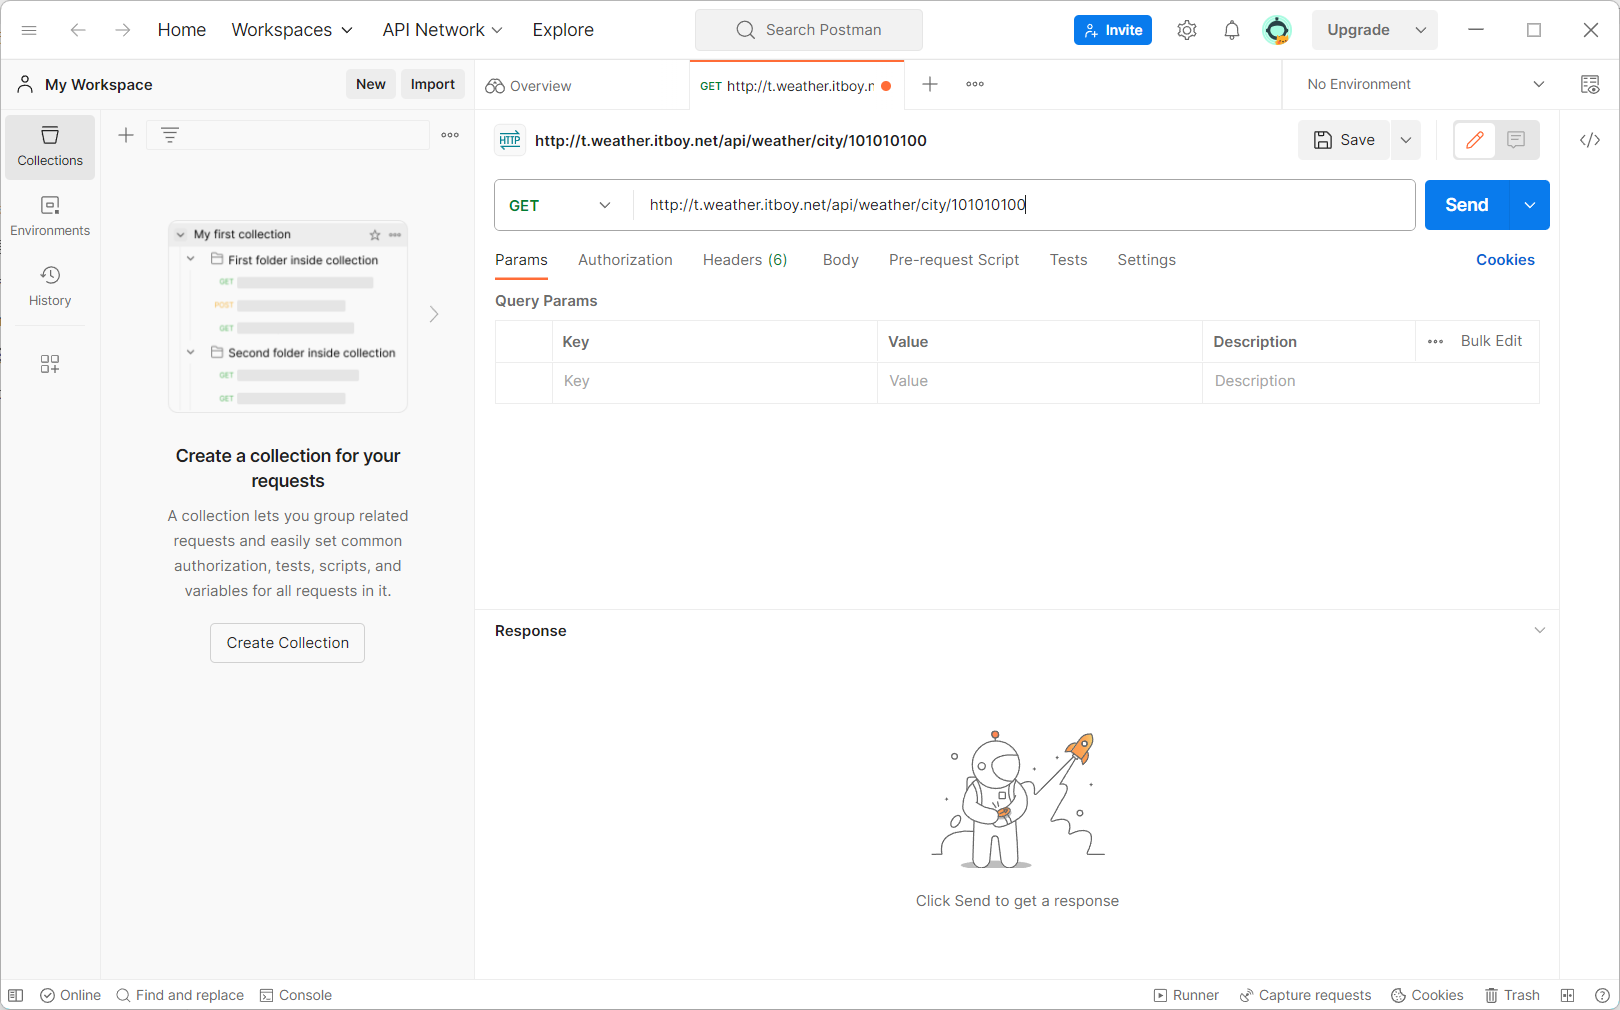 Home Workspaces API Network Explore Search Postman Invite Upgrade
My Workspace New Import Overview GET http://t.weather.itboy.r No Environment
Collections
Environments
History
My first collection
First folder inside collection
GET
POST
GET
Second folder inside collection
GET
GET
Create a collection for your
requests
A collection lets you group related
requests and easily set common
authorization, tests, scripts, and
variables for all requests in it.
Create Collection
HTTP http://t.weather.itboy.net/api/weather/city/101010100 Save
GET http://t.weather.itboy.net/api/weather/city/101010100 Send
Params Authorization Headers (6) Body Pre-request Script Tests Settings Cookies
Query Params
Key Value Description Bulk Edit
Key Value Description
Response
Click Send to get a response
Online Find and replace Console Runner Capture requests Cookies Trash